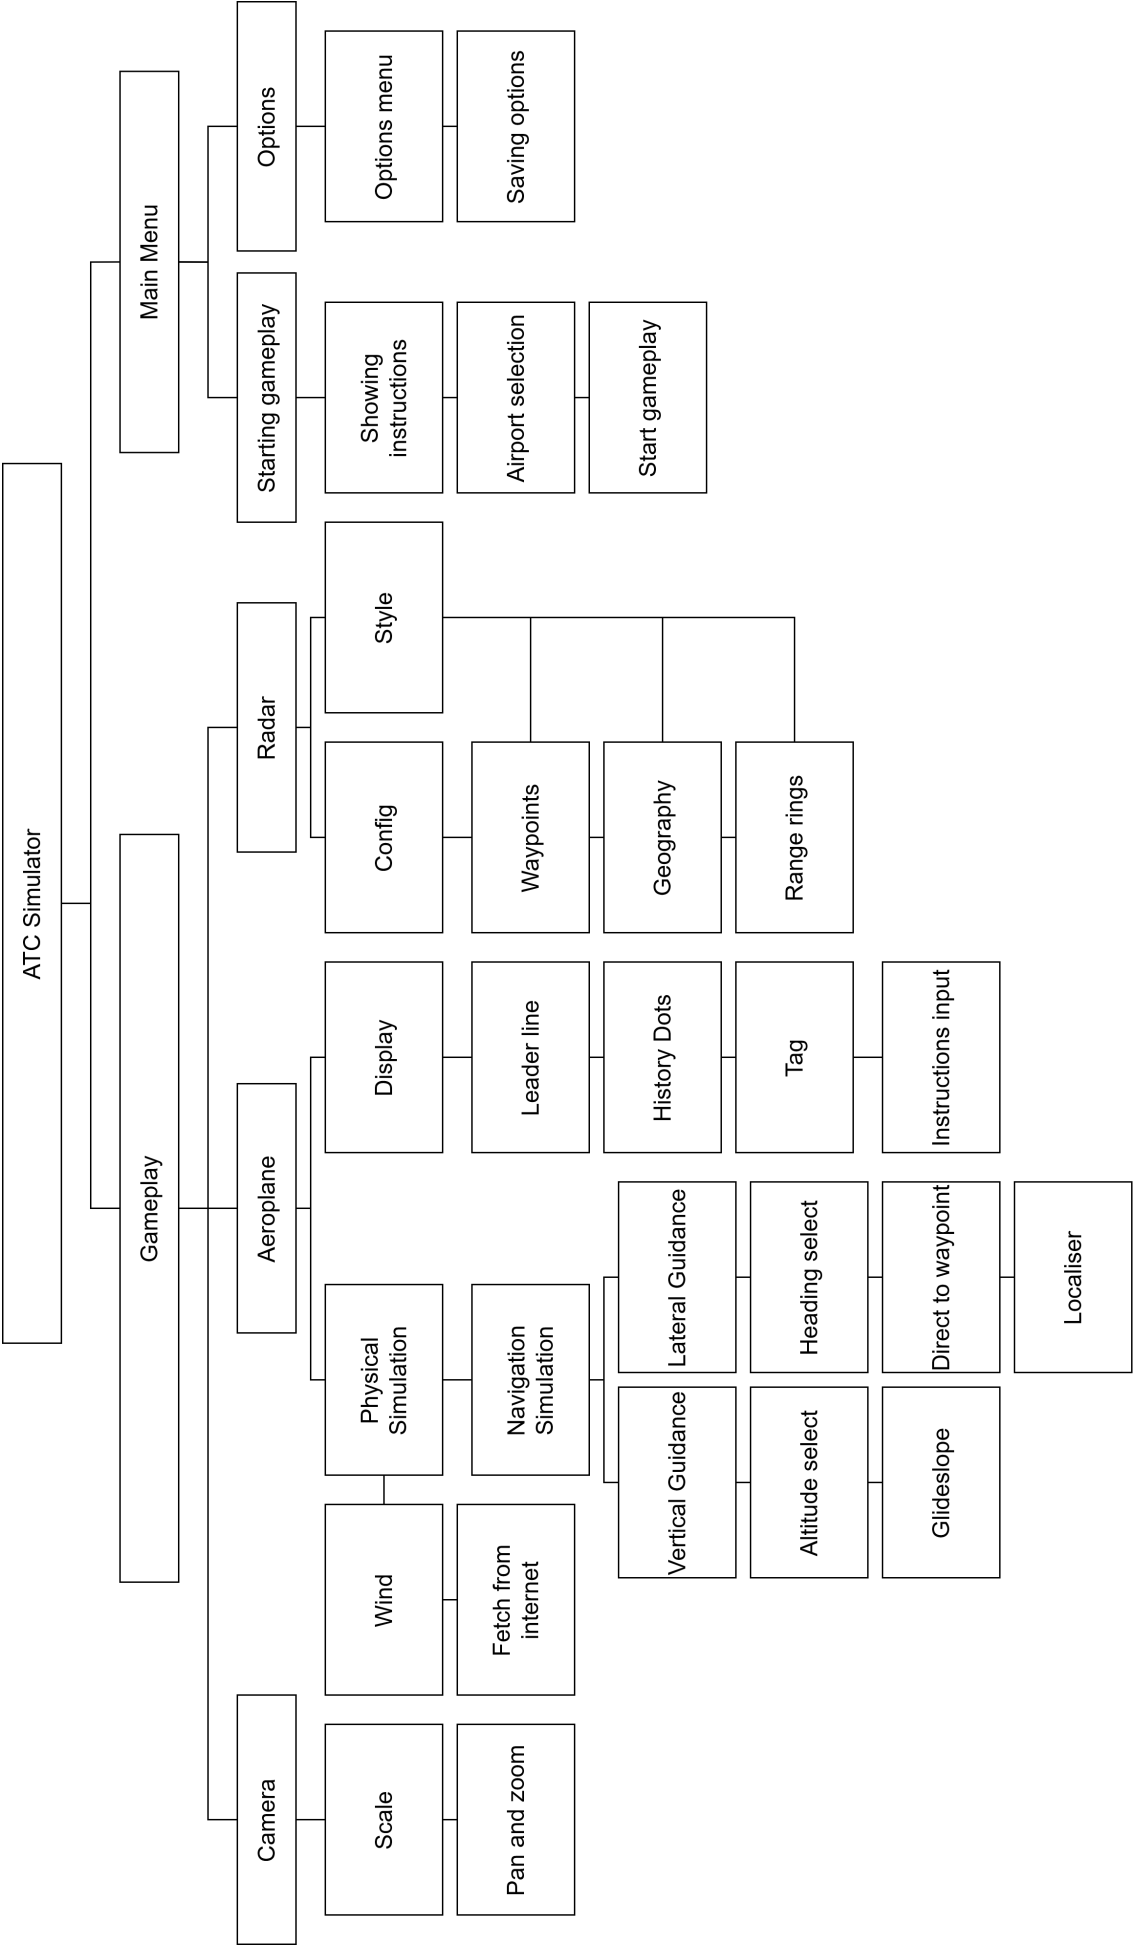 ATC Simulator
Gameplay
Main Menu
Camera
Aeroplane
Radar
Starting gameplay
Options
Scale
Wind
Physical
Simulation
Display
Config
Style
Showing
instructions
Options menu
Pan and zoom
Fetch from
internet
Navigation
Simulation
Leader line
Waypoints
Airport selection
Saving options
Vertical Guidance
Lateral Guidance
History Dots
Geography
Start gameplay
Altitude select
Heading select
Tag
Range rings
Glideslope
Direct to waypoint
Instructions input
Localiser